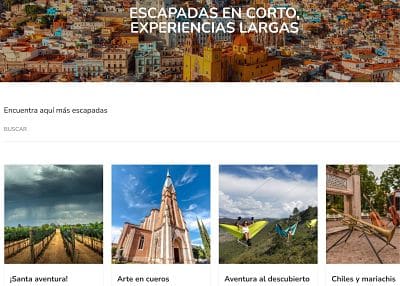 ESCAPADAS EN CORTO,
EXPERIENCIAS LARGAS
Encuentra aquí más escapadas
BUSCAR
¡Santa aventura!
Arte en cueros
Aventura al descubierto
Chiles y mariachis